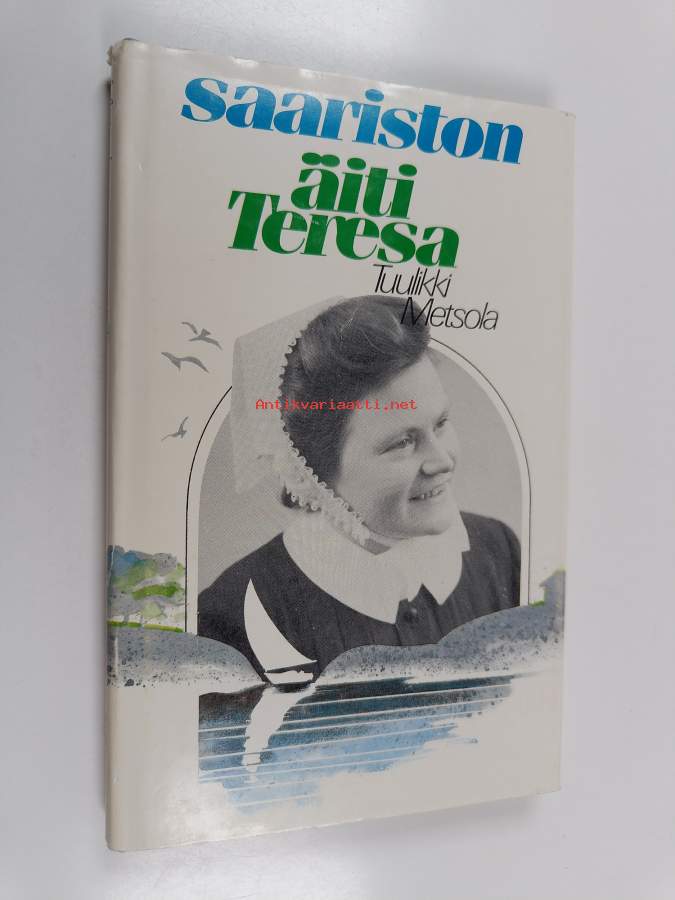 saariston
äiti
Teresa
Tuulikki
Metsola
Antikvariaatti.net